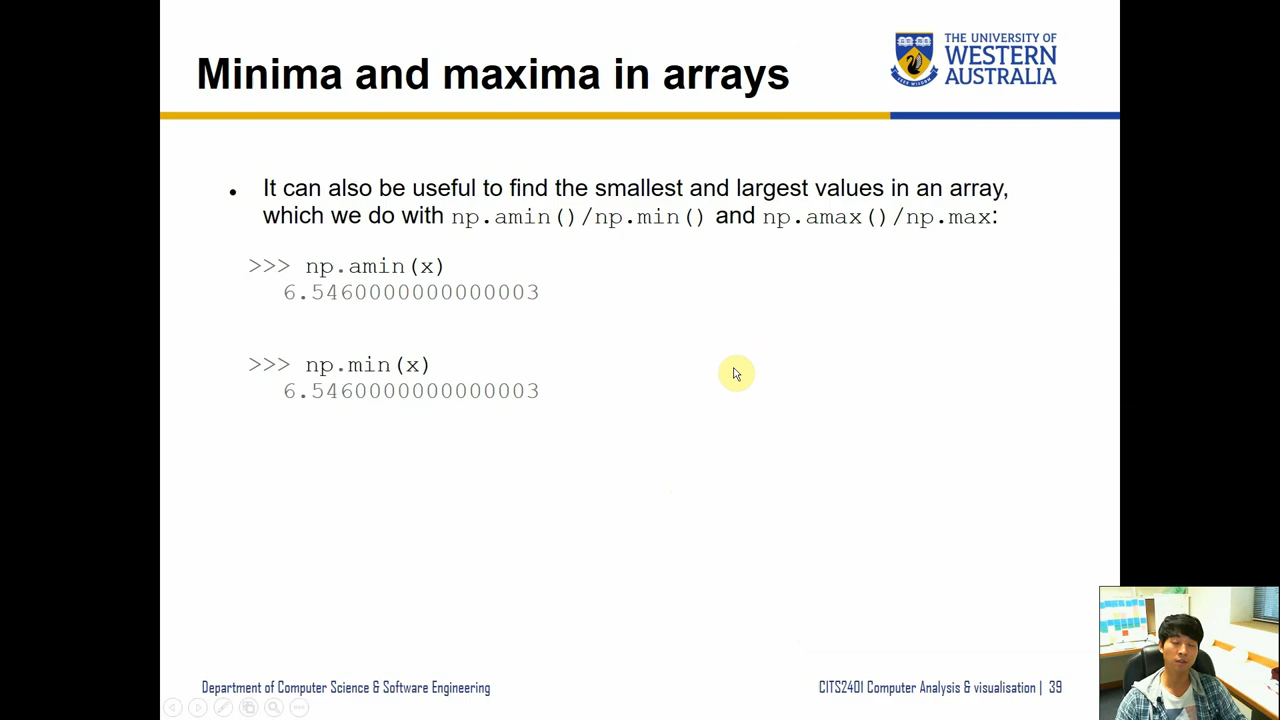 THE UNIVERSITY OF
WESTERN
AUSTRALIA
Minima and maxima in arrays
• It can also be useful to find the smallest and largest values in an array,
which we do with np.amin()/np.min() and np.amax()/np.max:
>>> np.amin(x)
6.5460000000000003
>>> np.min(x)
6.5460000000000003
Department of Computer Science & Software Engineering
CITS2401 Computer Analysis & visualisation | 39